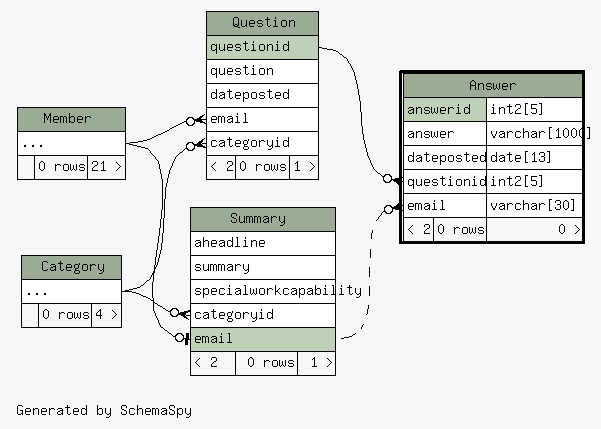 Question
questionid
question
dateposted
email
categoryid
< 2 0 rows 1 >
Answer
answerid int2[5]
answer varchar[1000]
dateposted date[13]
questionid int2[5]
email varchar[30]
< 2 0 rows 0 >
Member
...
0 rows 21 >
Summary
aheadline
summary
specialworkcapability
categoryid
email
< 2 0 rows 1 >
Category
...
0 rows 4 >
Generated by SchemaSpy